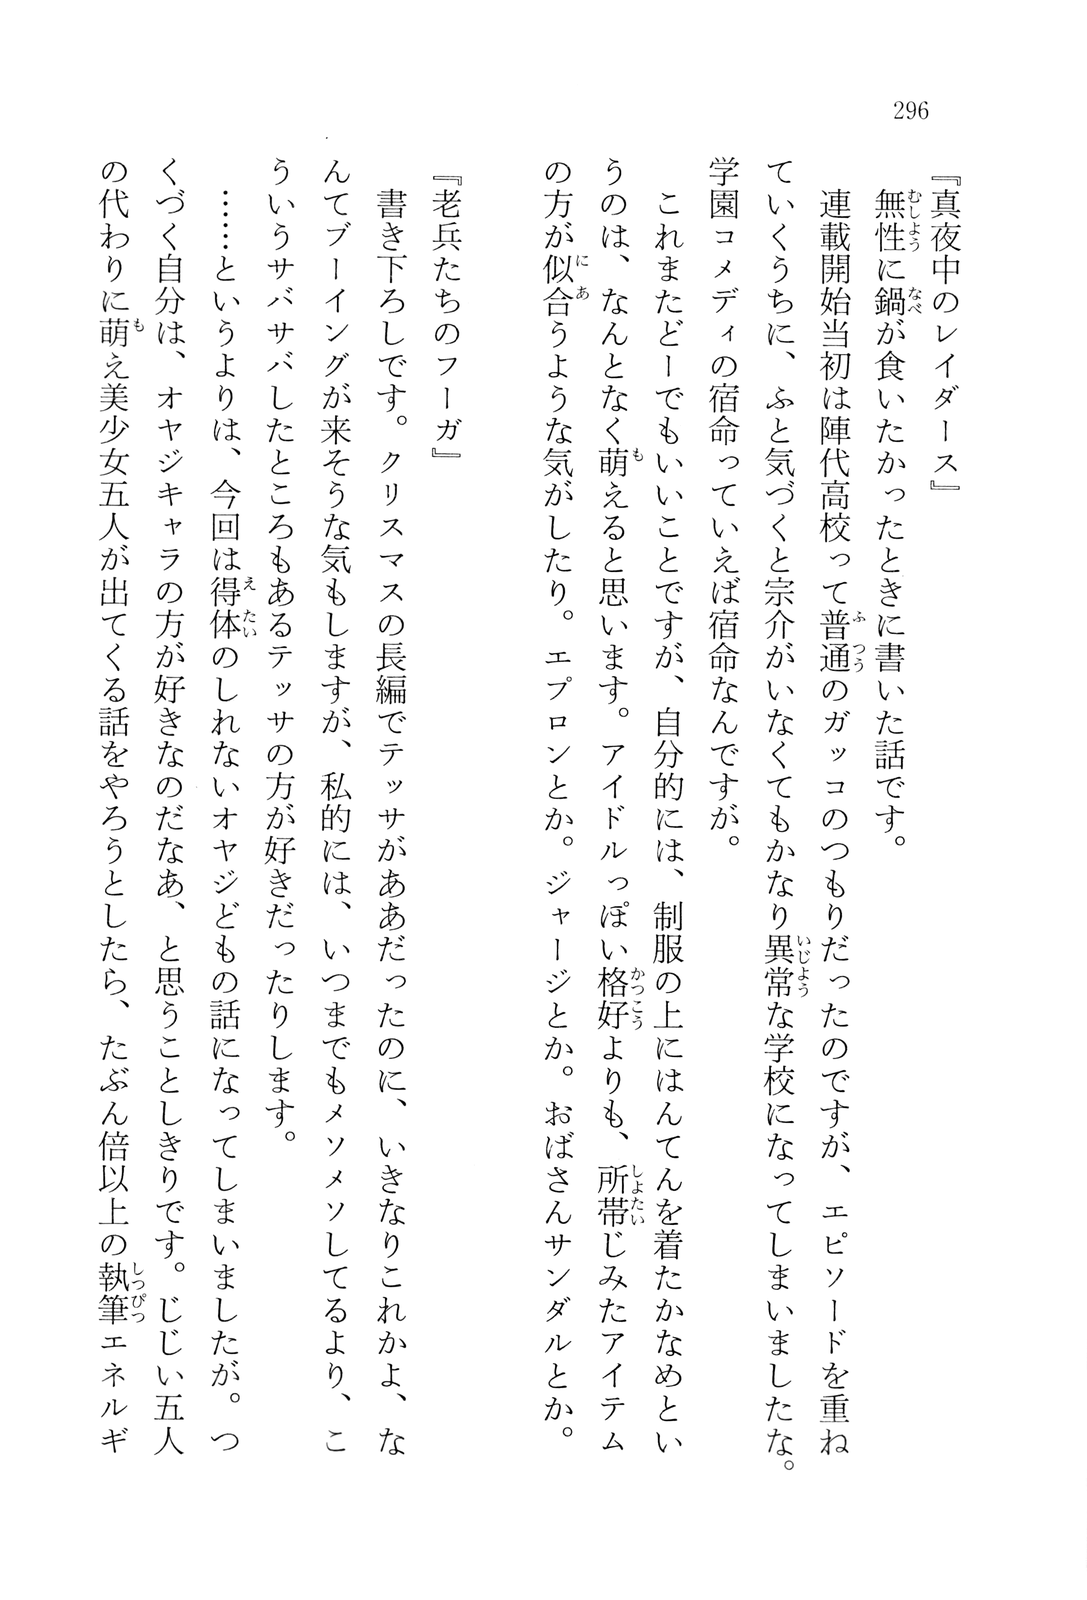 296
『真夜中のレイダース』
無性に鍋が食いたかったときに書いた話です。
連載開始当初は陣代高校って普通のガッコのつもりだったのですが、エピソードを重ね
ていくうちに、ふと気づくと宗介がいなくてもかなり異常な学校になってしまいましたな。
学園コメディの宿命っていえば宿命なんですが。
これまたどーでもいいことですが、自分的には、制服の上にはんてんを着たかなめとい
うのは、なんとなく萌えると思います。アイドルっぽい格好よりも、所帯じみたアイテム
の方が似合うような気がしたり。エプロンとか。ジャージとか。おばさんサンダルとか。
『老兵たちのフーガ』
書き下ろしです。クリスマスの長編でテッサがああだったのに、いきなりこれかよ、な
んてブーイングが来そうな気もしますが、私的には、いつまでもメソメソしてるより、こ
ういうサバサバしたところもあるテッサの方が好きだったりします。
……というよりは、今回は得体のしれないオヤジどもの話になってしまいましたが。つ
くづく自分は、オヤジキャラの方が好きなのだなあ、と思うことしきりです。じじい五人
の代わりに萌え美少女五人が出てくる話をやろうとしたら、たぶん倍以上の執筆エネルギ